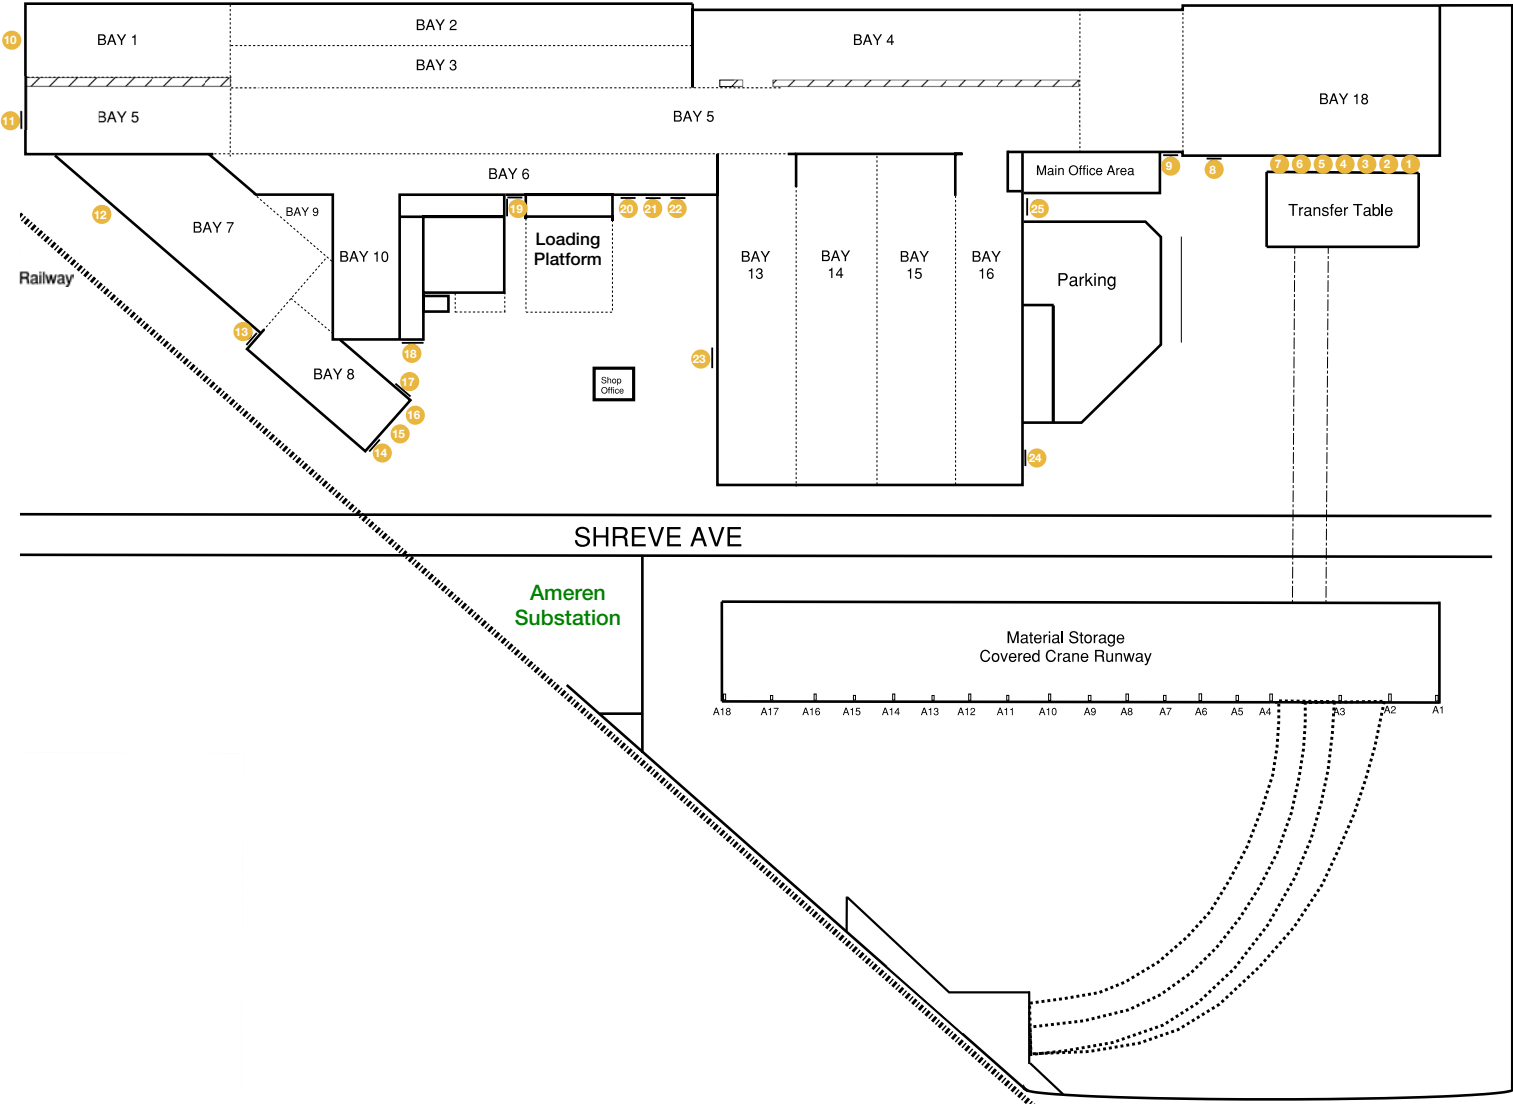 BAY 1
BAY 2
BAY 3
BAY 4
10
BAY 18
11
BAY 5
BAY 5
BAY 6
Main Office Area
9
8
7
6
5
4
3
2
1
12
BAY 7
BAY 9
19
20
21
22
25
Transfer Table
BAY 10
Loading
Platform
BAY
13
BAY
14
BAY
15
BAY
16
Railway
Parking
13
18
23
BAY 8
17
Shop
Office
16
15
14
24
SHREVE AVE
Ameren
Substation
Material Storage
Covered Crane Runway
A18
A17
A16
A15
A14
A13
A12
A11
A10
A9
A8
A7
A6
A5
A4
A3
A2
A1